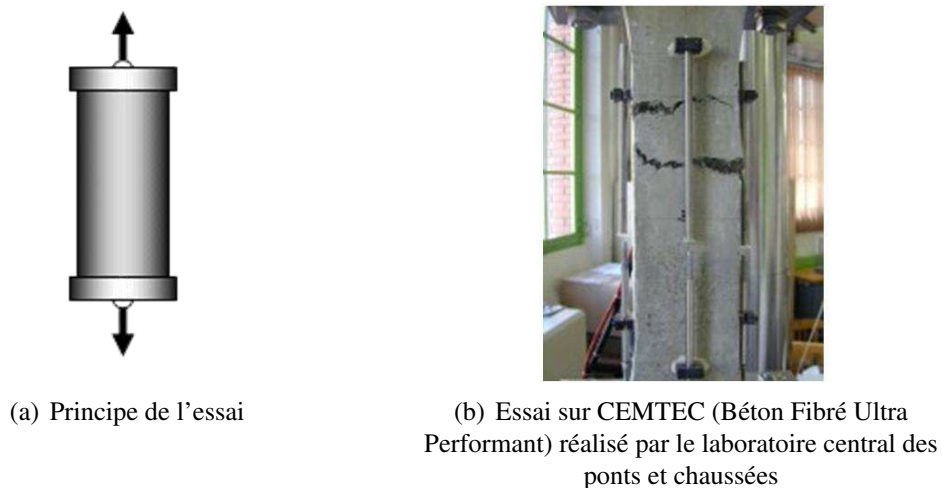 (a) Principe de l'essai
(b) Essai sur CEMTEC (Béton Fibré Ultra
Performant) réalisé par le laboratoire central des
ponts et chaussées